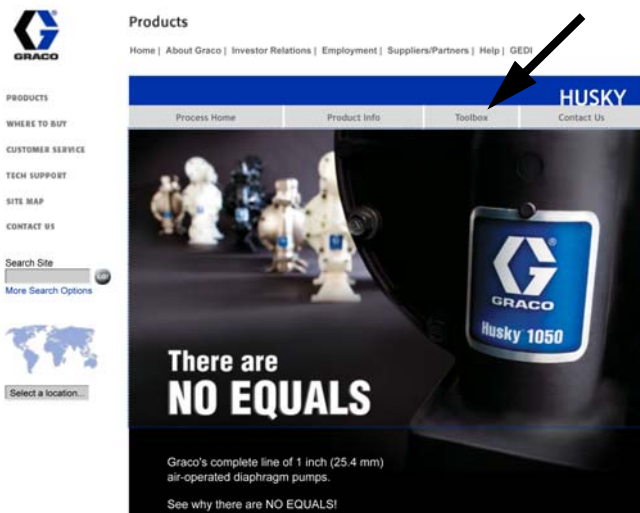 GRACO
Products
Home | About Graco | Investor Relations | Employment | Suppliers/Partners | Help | GEDI
PRODUCTS
WHERE TO BUY
CUSTOMER SERVICE
TECH SUPPORT
SITE MAP
CONTACT US
Search Site
GO!
More Search Options
Select a location...
HUSKY
Process Home Product Info Toolbox Contact Us
GRACO
Husky 1050
There are
NO EQUALS
Graco's complete line of 1 inch (25.4 mm)
air-operated diaphragm pumps.
See why there are NO EQUALS!